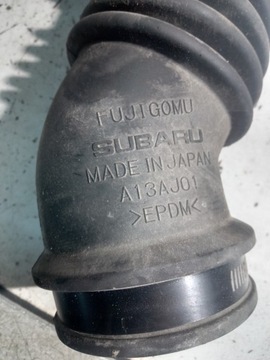 FUJIGOMU
SUBARU
MADE IN JAPAN
A13AJ01
>EPDM<